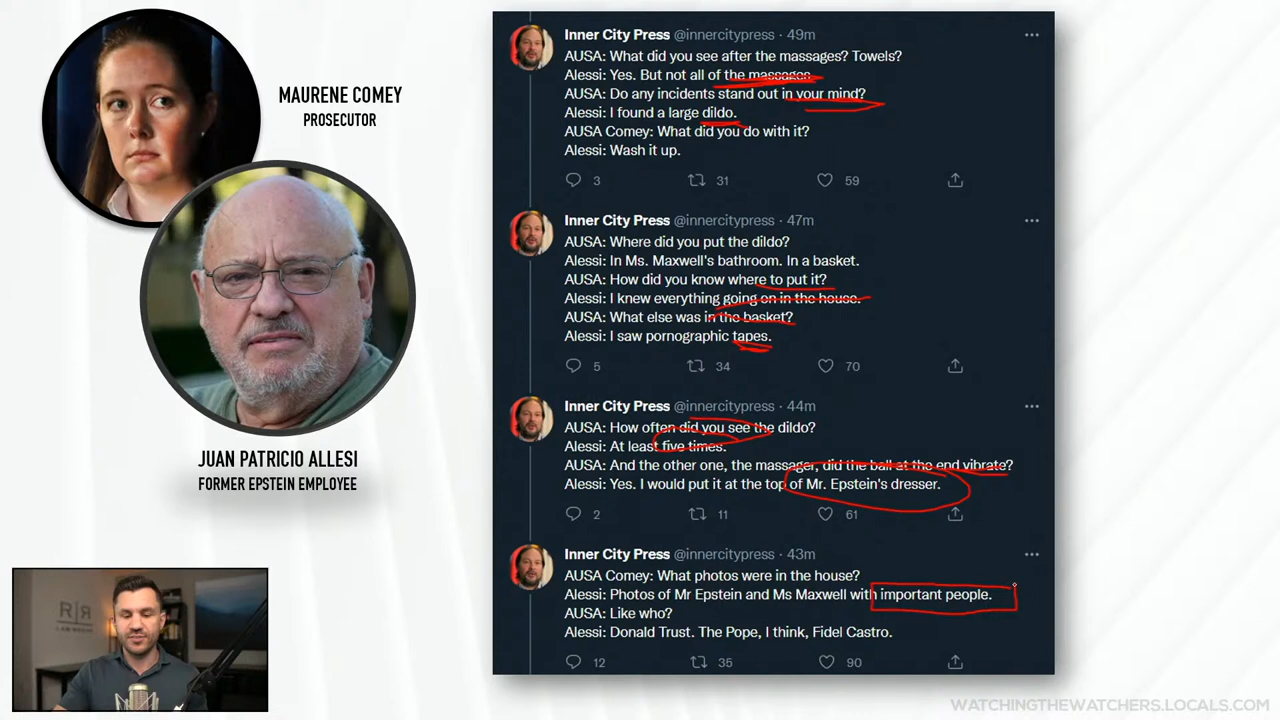 MAURENE COMEY
PROSECUTOR
JUAN PATRICIO ALLESI
FORMER EPSTEIN EMPLOYEE
R|R
LAW GROUP
Inner City Press @innercitypress · 49m
AUSA: What did you see after the massages? Towels?
Alessi: Yes. But not all of the massages.
AUSA: Do any incidents stand out in your mind?
Alessi: I found a large dildo.
AUSA Comey: What did you do with it?
Alessi: Wash it up.
3 31 59
Inner City Press @innercitypress · 47m
AUSA: Where did you put the dildo?
Alessi: In Ms. Maxwell's bathroom. In a basket.
AUSA: How did you know where to put it?
Alessi: I knew everything going on in the house.
AUSA: What else was in the basket?
Alessi: I saw pornographic tapes.
5 34 70
Inner City Press @innercitypress · 44m
AUSA: How often did you see the dildo?
Alessi: At least five times.
AUSA: And the other one, the massager, did the ball at the end vibrate?
Alessi: Yes. I would put it at the top of Mr. Epstein's dresser.
2 11 61
Inner City Press @innercitypress · 43m
AUSA Comey: What photos were in the house?
Alessi: Photos of Mr Epstein and Ms Maxwell with important people.
AUSA: Like who?
Alessi: Donald Trust. The Pope, I think, Fidel Castro.
12 35 90
WATCHINGTHEWATCHERS.LOCALS.COM